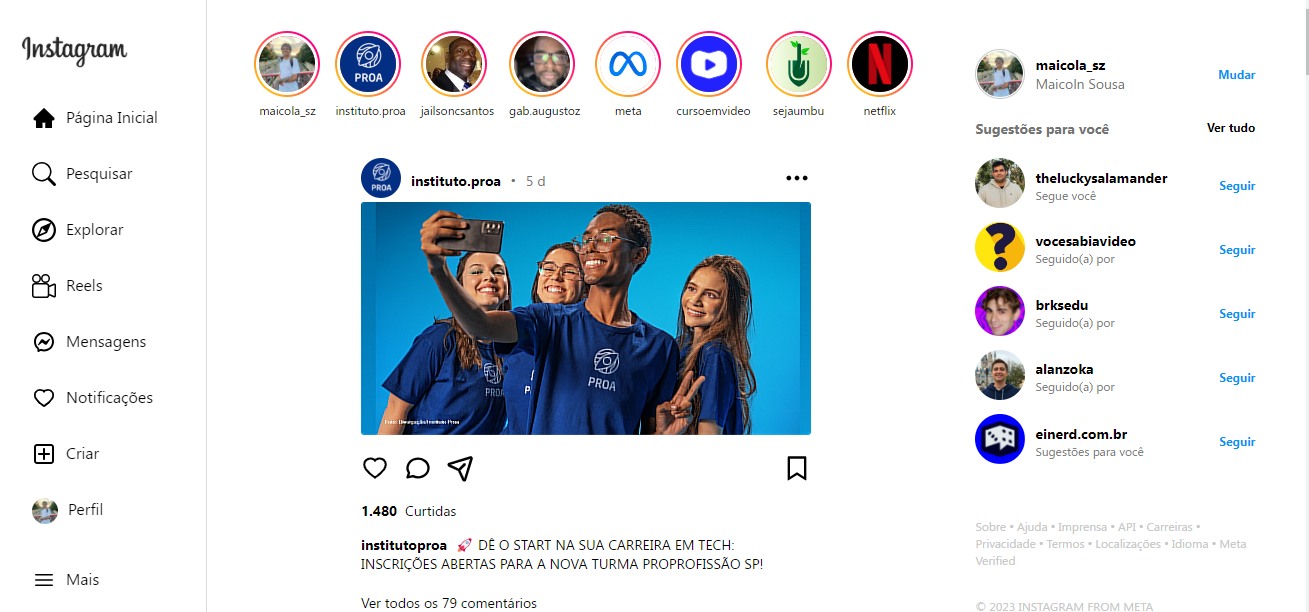 Instagram
Página Inicial
Pesquisar
Explorar
Reels
Mensagens
Notificações
Criar
Perfil
Mais
PROA
maicola_sz
instituto.proa
jailsoncsantos
gab.augustoz
meta
cursoemvideo
sejaumbu
netflix
PROA
instituto.proa • 5 d
PROA
PROA
Foto: Divulgação/Instituto Proa
1.480 Curtidas
institutoproa 🚀 DÊ O START NA SUA CARREIRA EM TECH:
INSCRIÇÕES ABERTAS PARA A NOVA TURMA PROPROFISSÃO SP!
Ver todos os 79 comentários
maicola_sz
Maicoln Sousa
Mudar
Sugestões para você
Ver tudo
theluckysalamander
Segue você
Seguir
vocesabiavideo
Seguido(a) por
Seguir
brksedu
Seguido(a) por
Seguir
alanzoka
Seguido(a) por
Seguir
einerd.com.br
Sugestões para você
Seguir
Sobre • Ajuda • Imprensa • API • Carreiras •
Privacidade • Termos • Localizações • Idioma • Meta
Verified
© 2023 INSTAGRAM FROM META